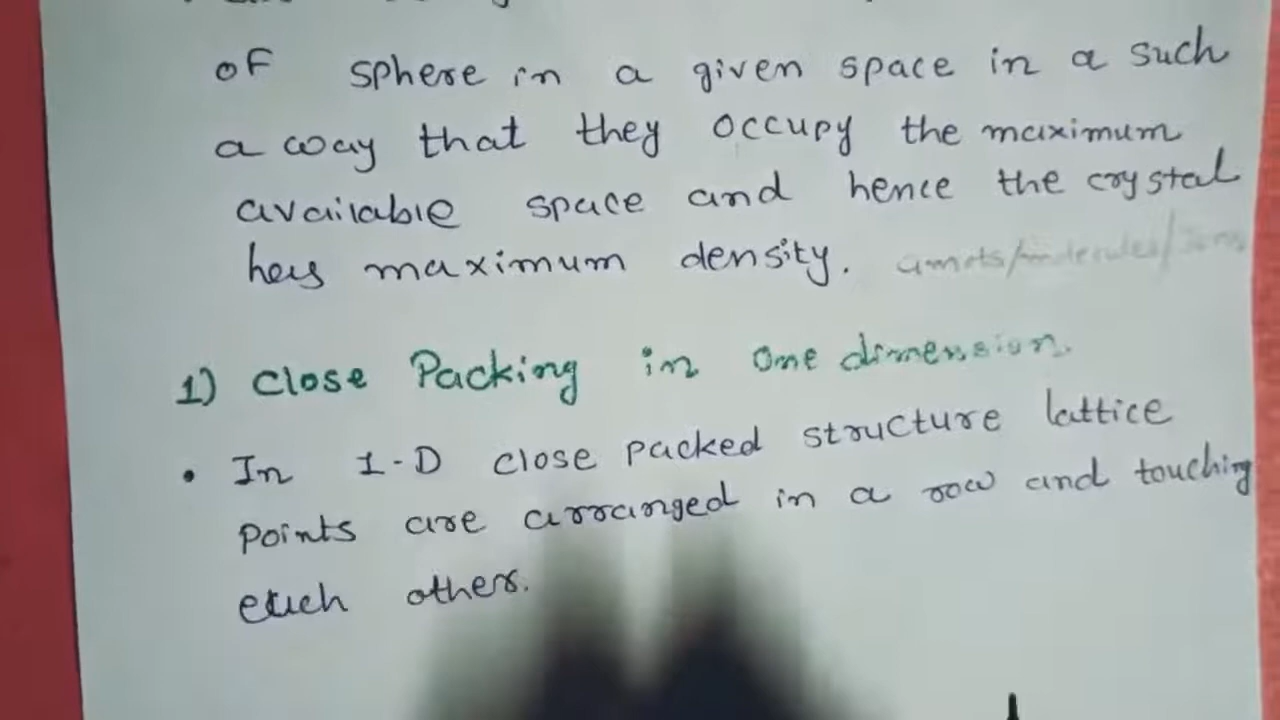 of sphere in a given space in a such
a way that they occupy the maximum
available space and hence the crystal
has maximum density.
1) Close Packing in One dimension.
• In 1-D close packed structure lattice
points are arranged in a row and touching
each other.